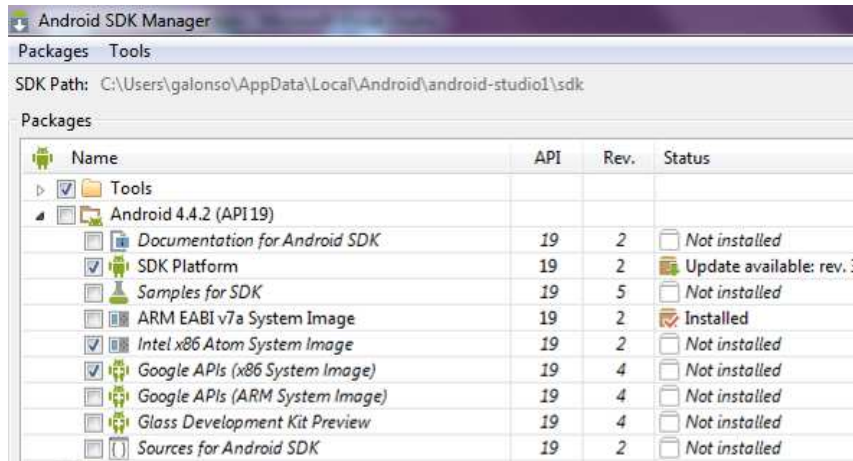 Android SDK Manager
Packages Tools
SDK Path: C:\Users\galonso\AppData\Local\Android\android-studio1\sdk
Packages
Name API Rev. Status
Tools
Android 4.4.2 (API 19)
Documentation for Android SDK 19 2 Not installed
SDK Platform 19 2 Update available: rev.
Samples for SDK 19 5 Not installed
ARM EABI v7a System Image 19 2 Installed
Intel x86 Atom System Image 19 2 Not installed
Google APIs (x86 System Image) 19 4 Not installed
Google APIs (ARM System Image) 19 4 Not installed
Glass Development Kit Preview 19 4 Not installed
Sources for Android SDK 19 2 Not installed